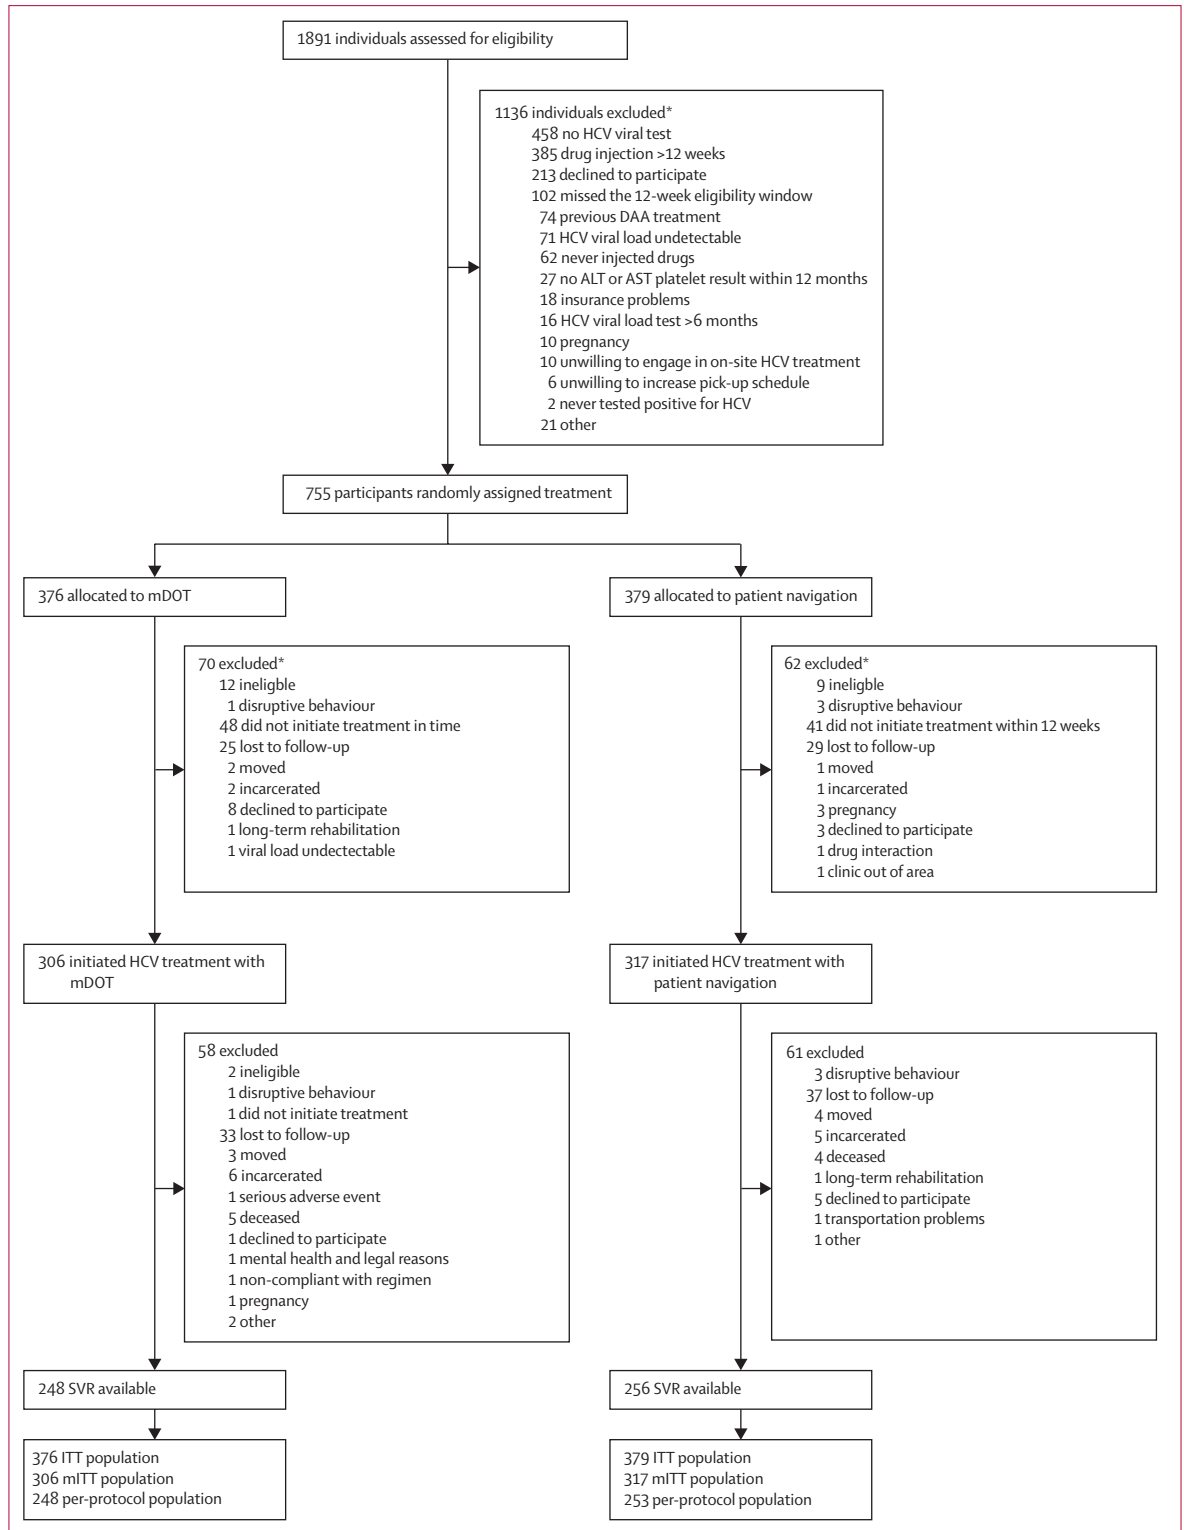 1891 individuals assessed for eligibility
1136 individuals excluded*
458 no HCV viral test
385 drug injection >12 weeks
213 declined to participate
102 missed the 12-week eligibility window
74 previous DAA treatment
71 HCV viral load undetectable
62 never injected drugs
27 no ALT or AST platelet result within 12 months
18 insurance problems
16 HCV viral load test >6 months
10 pregnancy
10 unwilling to engage in on-site HCV treatment
6 unwilling to increase pick-up schedule
2 never tested positive for HCV
21 other
755 participants randomly assigned treatment
376 allocated to mDOT
379 allocated to patient navigation
70 excluded*
12 ineligble
1 disruptive behaviour
48 did not initiate treatment in time
25 lost to follow-up
2 moved
2 incarcerated
8 declined to participate
1 long-term rehabilitation
1 viral load undectectable
62 excluded*
9 ineligble
3 disruptive behaviour
41 did not initiate treatment within 12 weeks
29 lost to follow-up
1 moved
1 incarcerated
3 pregnancy
3 declined to participate
1 drug interaction
1 clinic out of area
306 initiated HCV treatment with
mDOT
317 initiated HCV treatment with
patient navigation
58 excluded
2 ineligible
1 disruptive behaviour
1 did not initiate treatment
33 lost to follow-up
3 moved
6 incarcerated
1 serious adverse event
5 deceased
1 declined to participate
1 mental health and legal reasons
1 non-compliant with regimen
1 pregnancy
2 other
61 excluded
3 disruptive behaviour
37 lost to follow-up
4 moved
5 incarcerated
4 deceased
1 long-term rehabilitation
5 declined to participate
1 transportation problems
1 other
248 SVR available
256 SVR available
376 ITT population
306 mITT population
248 per-protocol population
379 ITT population
317 mITT population
253 per-protocol population